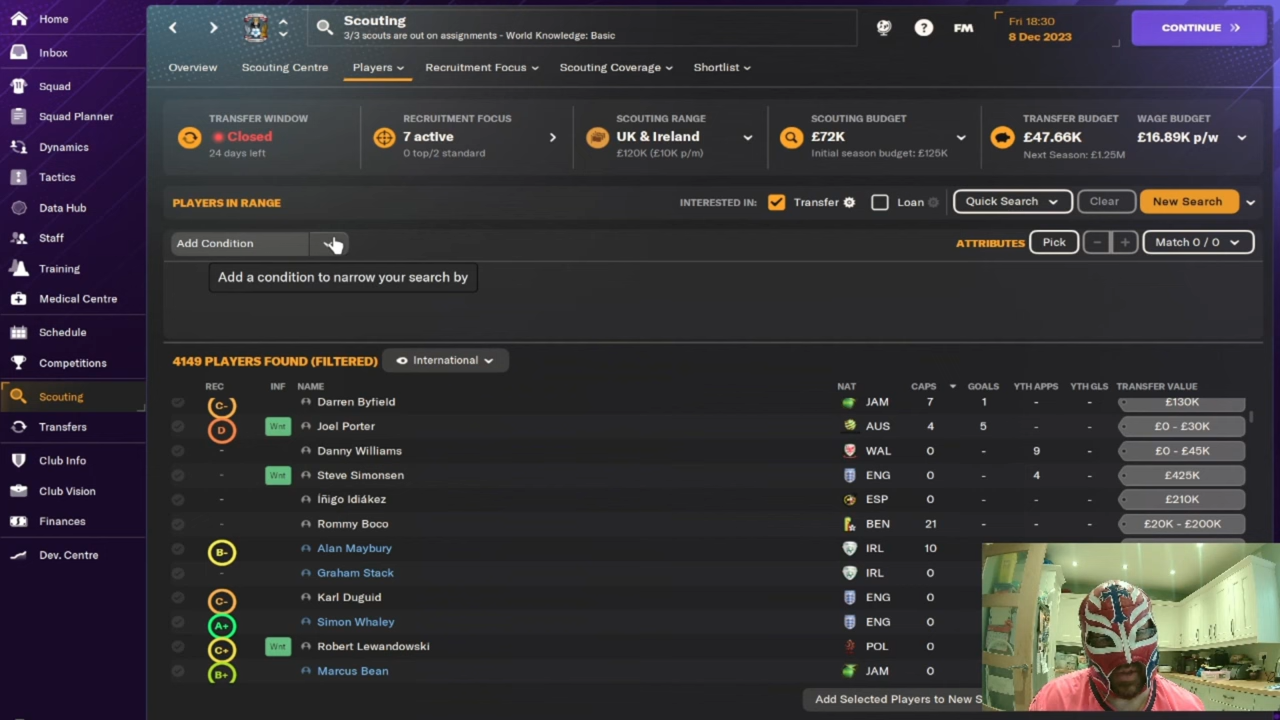 Home
Inbox
Squad
Squad Planner
Dynamics
Tactics
Data Hub
Staff
Training
Medical Centre
Schedule
Competitions
Scouting
Transfers
Club Info
Club Vision
Finances
Dev. Centre
Scouting
3/3 scouts are out on assignments - World Knowledge: Basic
FM
Fri 18:30
8 Dec 2023
CONTINUE
Overview Scouting Centre Players Recruitment Focus Scouting Coverage Shortlist
TRANSFER WINDOW
Closed
24 days left
RECRUITMENT FOCUS
7 active
0 top/2 standard
SCOUTING RANGE
UK & Ireland
£120K (£10K p/m)
SCOUTING BUDGET
£72K
Initial season budget: £125K
TRANSFER BUDGET
£47.66K
Next Season: £1.25M
WAGE BUDGET
£16.89K p/w
PLAYERS IN RANGE INTERESTED IN: Transfer Loan Quick Search Clear New Search
Add Condition ATTRIBUTES Pick - + Match 0 / 0
Add a condition to narrow your search by
4149 PLAYERS FOUND (FILTERED) International
REC INF NAME NAT CAPS GOALS YTH APPS YTH GLS TRANSFER VALUE
C- Darren Byfield JAM 7 1 - - £130K
D Wnt Joel Porter AUS 4 5 - - £0 - £30K
- Danny Williams WAL 0 - 9 - £0 - £45K
- Wnt Steve Simonsen ENG 0 - 4 - £425K
- Íñigo Idiákez ESP 0 - - - £210K
- Rommy Boco BEN 21 - - - £20K - £200K
B- Alan Maybury IRL 10
- Graham Stack IRL 0
C- Karl Duguid ENG 0
A+ Simon Whaley ENG 0
C+ Wnt Robert Lewandowski POL 0
B+ Marcus Bean JAM 0
Add Selected Players to New S